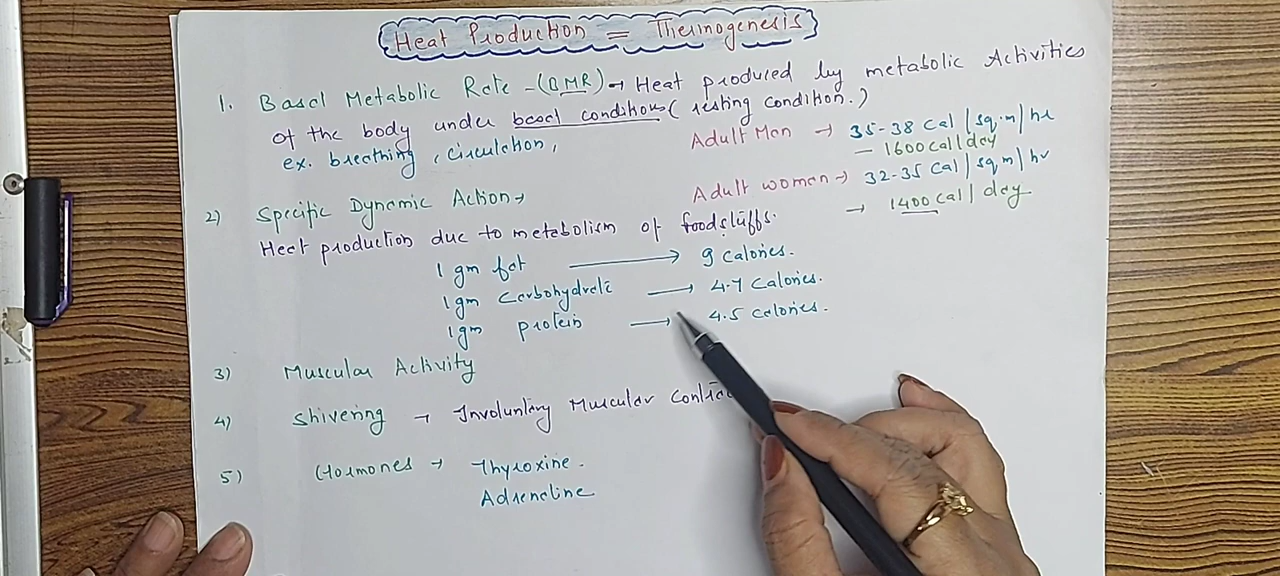 Heat Production = Thermogenesis
1. Basal Metabolic Rate - (BMR) → Heat produced by metabolic Activities
of the body under basal conditions (resting condition.)
ex. breathing, circulation,
Adult Man → 35-38 Cal/sq.m/hr
— 1600 cal/day
Adult woman → 32-35 Cal/sq m/hr
→ 1400 Cal/day
2) Specific Dynamic Action →
Heat production due to metabolism of foodstuffs.
1 gm fat → 9 Calories.
1 gm Carbohydrate → 4.7 Calories.
1 gm protein → 4.5 Calories.
3) Muscular Activity
4) Shivering → Involuntary Muscular
5) Hormones → Thyroxine.
Adrenaline